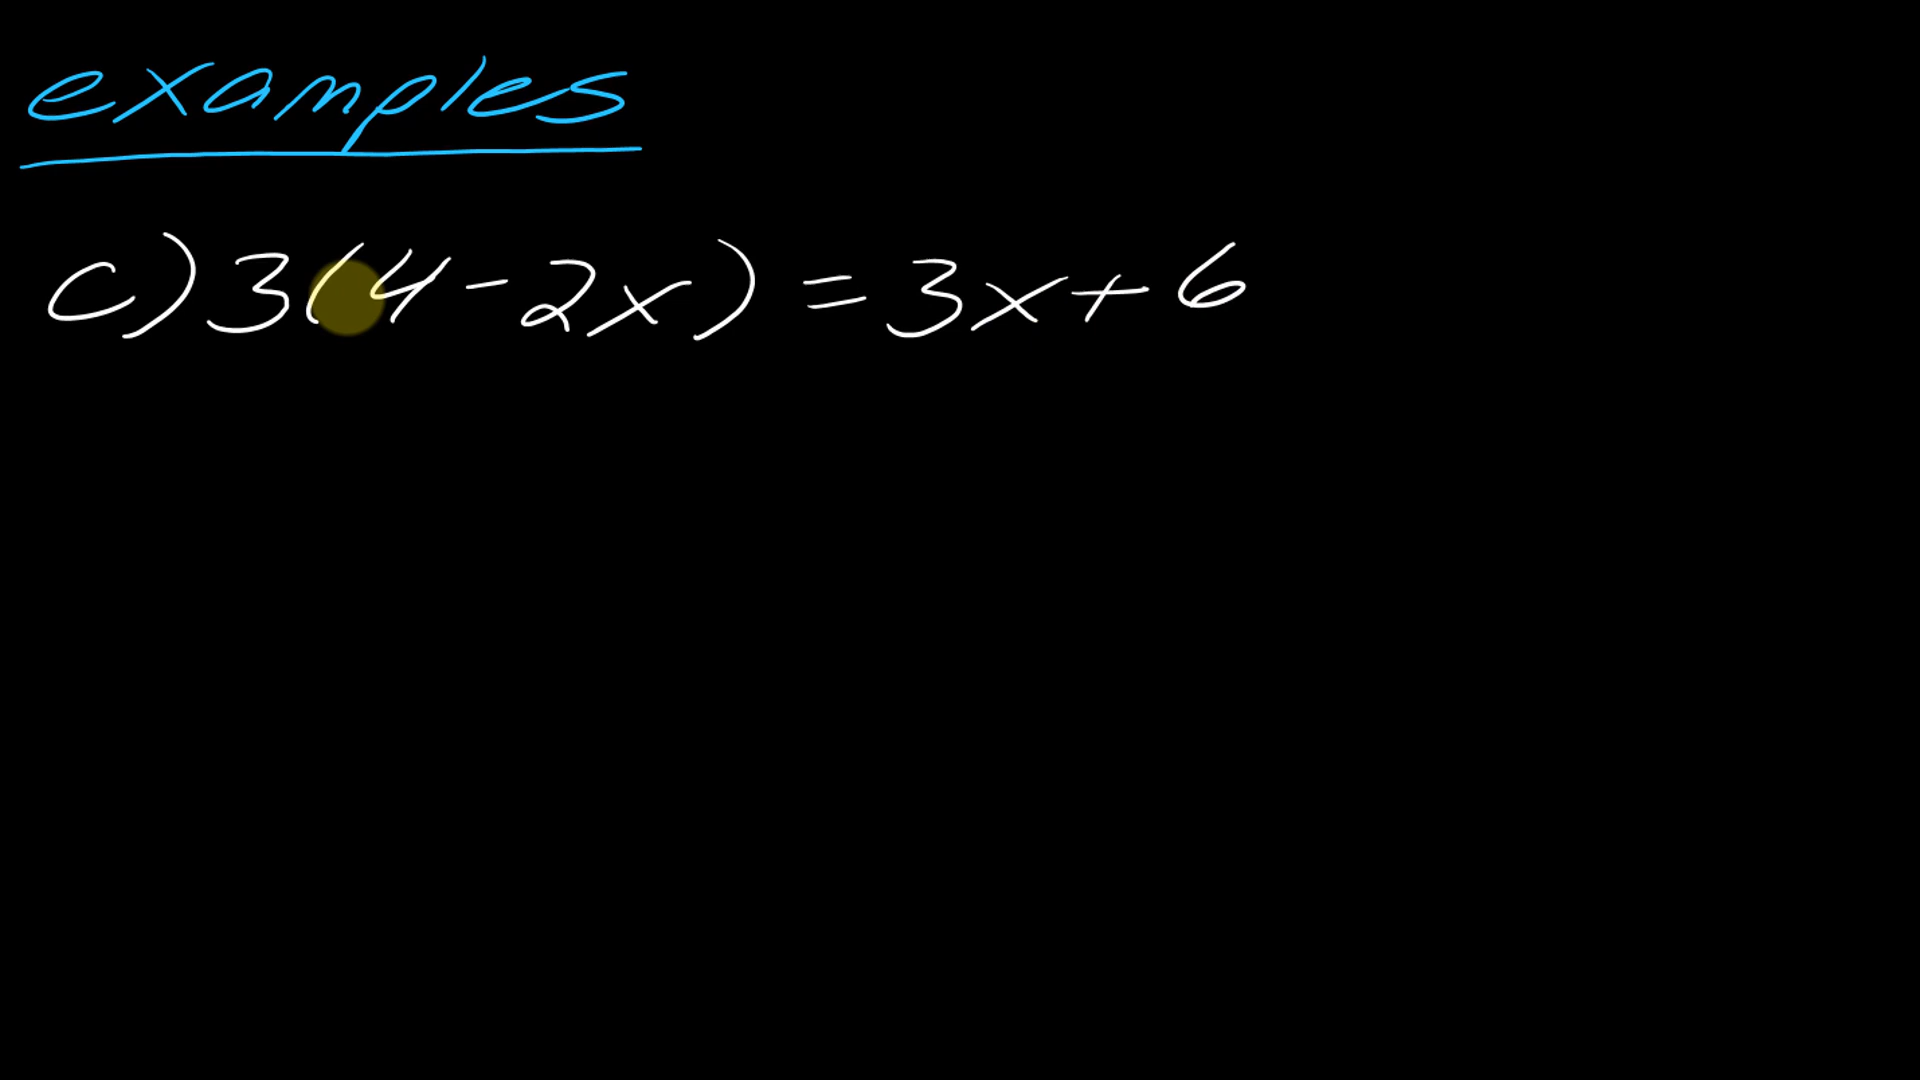 examples
c) 3(4-2x) = 3x+6